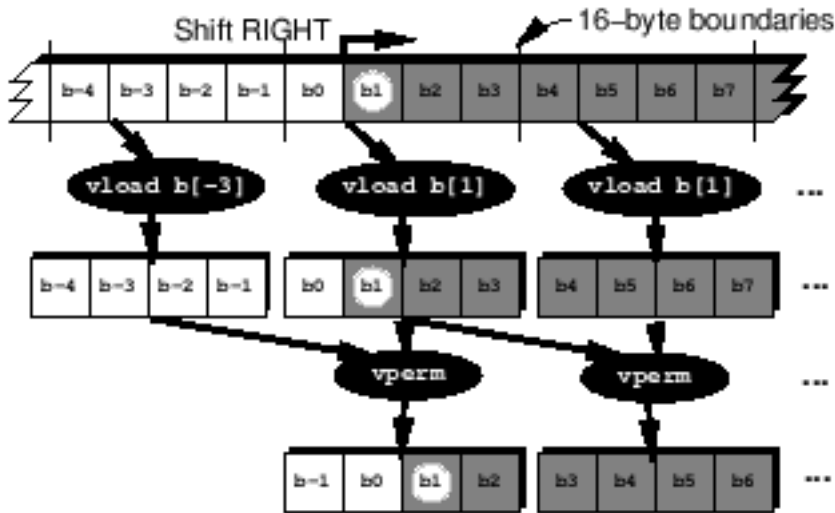 Shift RIGHT
16-byte boundaries
b-4 b-3 b-2 b-1 b0 b1 b2 b3 b4 b5 b6 b7
vload b[-3] vload b[1] vload b[1] ...
b-4 b-3 b-2 b-1 b0 b1 b2 b3 b4 b5 b6 b7 ...
vperm vperm ...
b-1 b0 b1 b2 b3 b4 b5 b6 ...